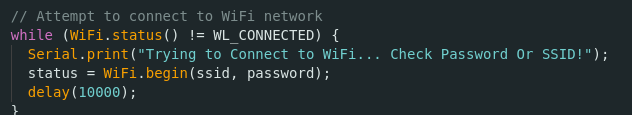 // Attempt to connect to WiFi network
while (WiFi.status() != WL_CONNECTED) {
Serial.print("Trying to Connect to WiFi... Check Password Or SSID!");
status = WiFi.begin(ssid, password);
delay(10000);
}